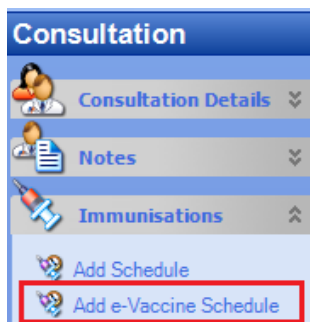 Consultation
Consultation Details
Notes
Immunisations
Add Schedule
Add e-Vaccine Schedule